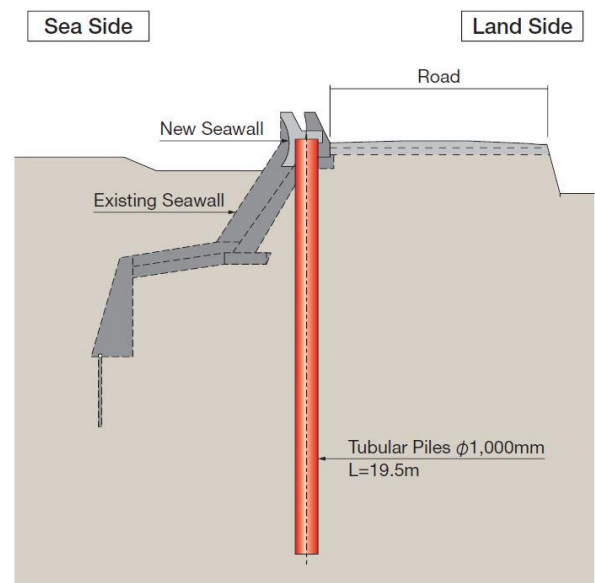 Sea Side
Land Side
Road
New Seawall
Existing Seawall
Tubular Piles ϕ1,000mm
L=19.5m